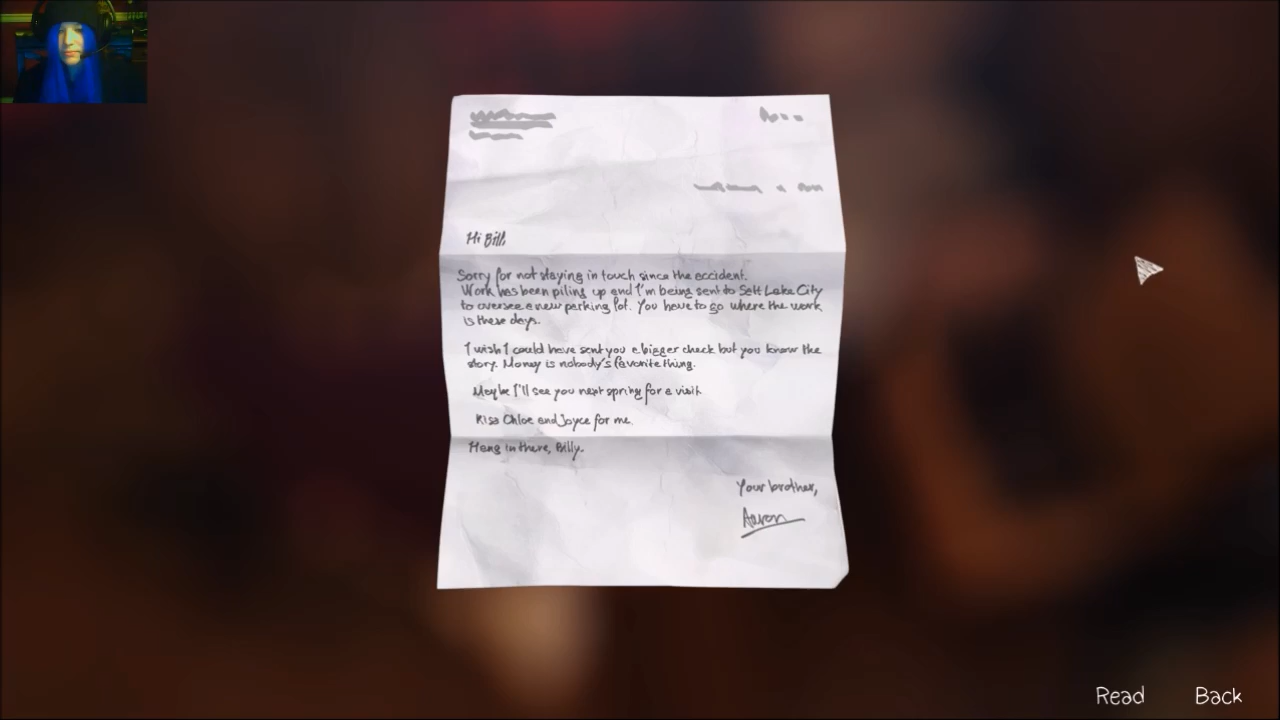 Hi Bill,
Sorry for not staying in touch since the accident.
Work has been piling up and I'm being sent to Salt Lake City
to oversee a new parking lot. You have to go where the work
is these days.
I wish I could have sent you a bigger check but you know the
story. Money is nobody's favorite thing.
Maybe I'll see you next spring for a visit.
Kiss Chloe and Joyce for me.
Hang in there, Billy.
Your brother,
Aaron
Read
Back